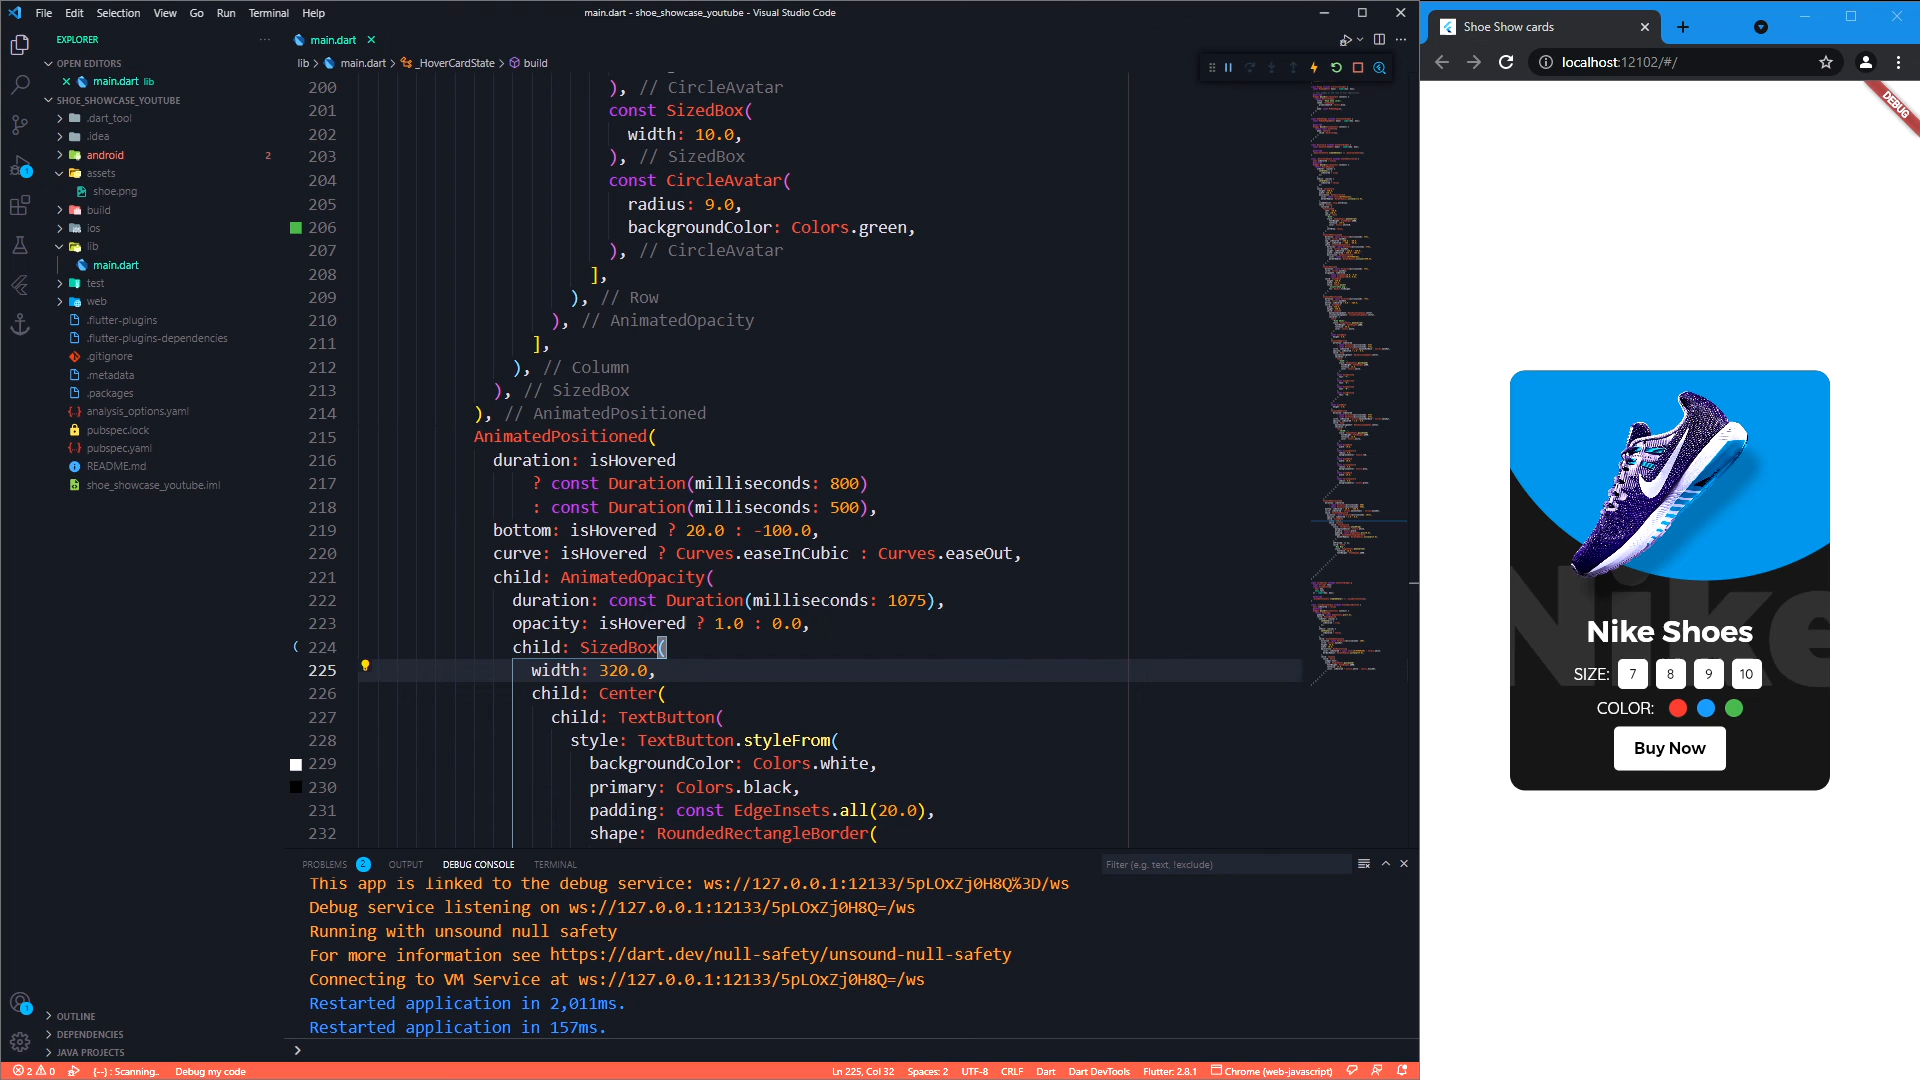 File Edit Selection View Go Run Terminal Help
main.dart - shoe_showcase_youtube - Visual Studio Code
EXPLORER
OPEN EDITORS
main.dart lib
SHOE_SHOWCASE_YOUTUBE
.dart_tool
.idea
android 2
assets
shoe.png
build
ios
lib
main.dart
test
web
.flutter-plugins
.flutter-plugins-dependencies
.gitignore
.metadata
.packages
analysis_options.yaml
pubspec.lock
pubspec.yaml
README.md
shoe_showcase_youtube.iml
OUTLINE
DEPENDENCIES
JAVA PROJECTS
main.dart
lib > main.dart > _HoverCardState > build
200 ), // CircleAvatar
201 const SizedBox(
202 width: 10.0,
203 ), // SizedBox
204 const CircleAvatar(
205 radius: 9.0,
206 backgroundColor: Colors.green,
207 ), // CircleAvatar
208 ],
209 ), // Row
210 ), // AnimatedOpacity
211 ],
212 ), // Column
213 ), // SizedBox
214 ), // AnimatedPositioned
215 AnimatedPositioned(
216 duration: isHovered
217 ? const Duration(milliseconds: 800)
218 : const Duration(milliseconds: 500),
219 bottom: isHovered ? 20.0 : -100.0,
220 curve: isHovered ? Curves.easeInCubic : Curves.easeOut,
221 child: AnimatedOpacity(
222 duration: const Duration(milliseconds: 1075),
223 opacity: isHovered ? 1.0 : 0.0,
224 child: SizedBox(
225 width: 320.0,
226 child: Center(
227 child: TextButton(
228 style: TextButton.styleFrom(
229 backgroundColor: Colors.white,
230 primary: Colors.black,
231 padding: const EdgeInsets.all(20.0),
232 shape: RoundedRectangleBorder(
PROBLEMS 2 OUTPUT DEBUG CONSOLE TERMINAL
Filter (e.g. text, !exclude)
This app is linked to the debug service: ws://127.0.0.1:12133/5pLOxZj0H8Q%3D/ws
Debug service listening on ws://127.0.0.1:12133/5pLOxZj0H8Q=/ws
Running with unsound null safety
For more information see https://dart.dev/null-safety/unsound-null-safety
Connecting to VM Service at ws://127.0.0.1:12133/5pLOxZj0H8Q=/ws
Restarted application in 2,011ms.
Restarted application in 157ms.
2 0 {--} : Scanning.. Debug my code
Ln 225, Col 32 Spaces: 2 UTF-8 CRLF Dart Dart DevTools Flutter: 2.8.1 Chrome (web-javascript)
Shoe Show cards
localhost:12102/#/
DEBUG
Nike
Nike Shoes
SIZE: 7 8 9 10
COLOR:
Buy Now